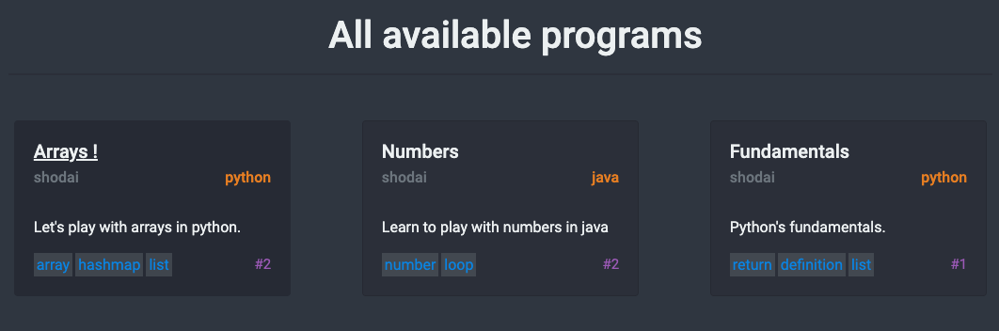 All available programs
Arrays !
shodai python
Let's play with arrays in python.
array hashmap list #2
Numbers
shodai java
Learn to play with numbers in java
number loop #2
Fundamentals
shodai python
Python's fundamentals.
return definition list #1